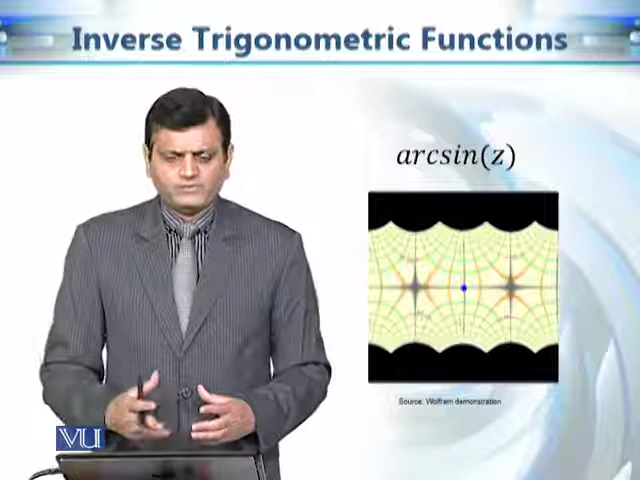 Inverse Trigonometric Functions
arcsin(z)
Source: Wolfram demonstration
VU